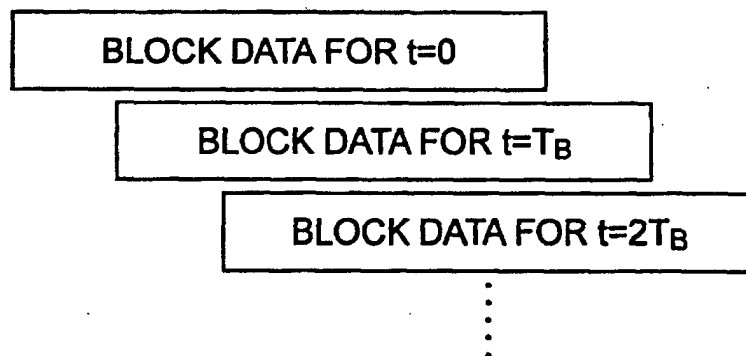 BLOCK DATA FOR t=0
BLOCK DATA FOR t=TB
BLOCK DATA FOR t=2TB